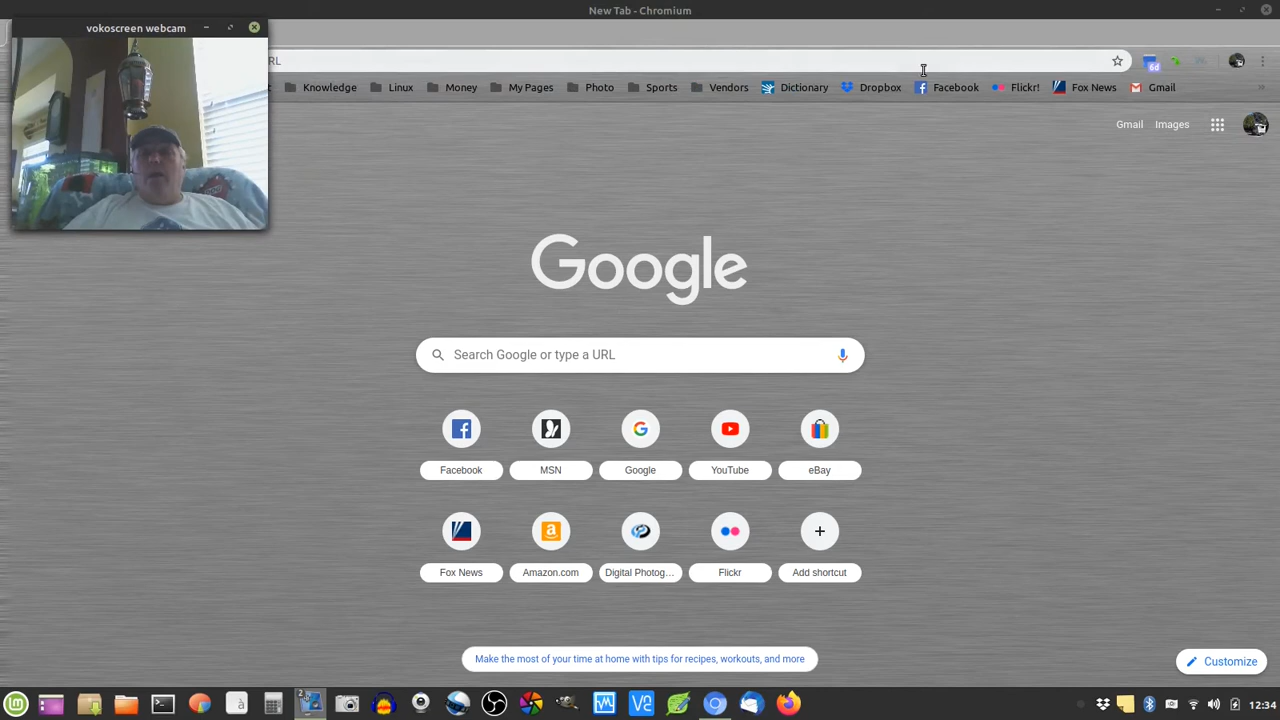 New Tab - Chromium
vokoscreen webcam
RL
Knowledge
Linux
Money
My Pages
Photo
Sports
Vendors
Dictionary
Dropbox
Facebook
Flickr!
Fox News
Gmail
»
6d
Gmail
Images
Google
Search Google or type a URL
Facebook
MSN
Google
YouTube
eBay
Fox News
Amazon.com
Digital Photog...
Flickr
Add shortcut
Make the most of your time at home with tips for recipes, workouts, and more
Customize
12:34